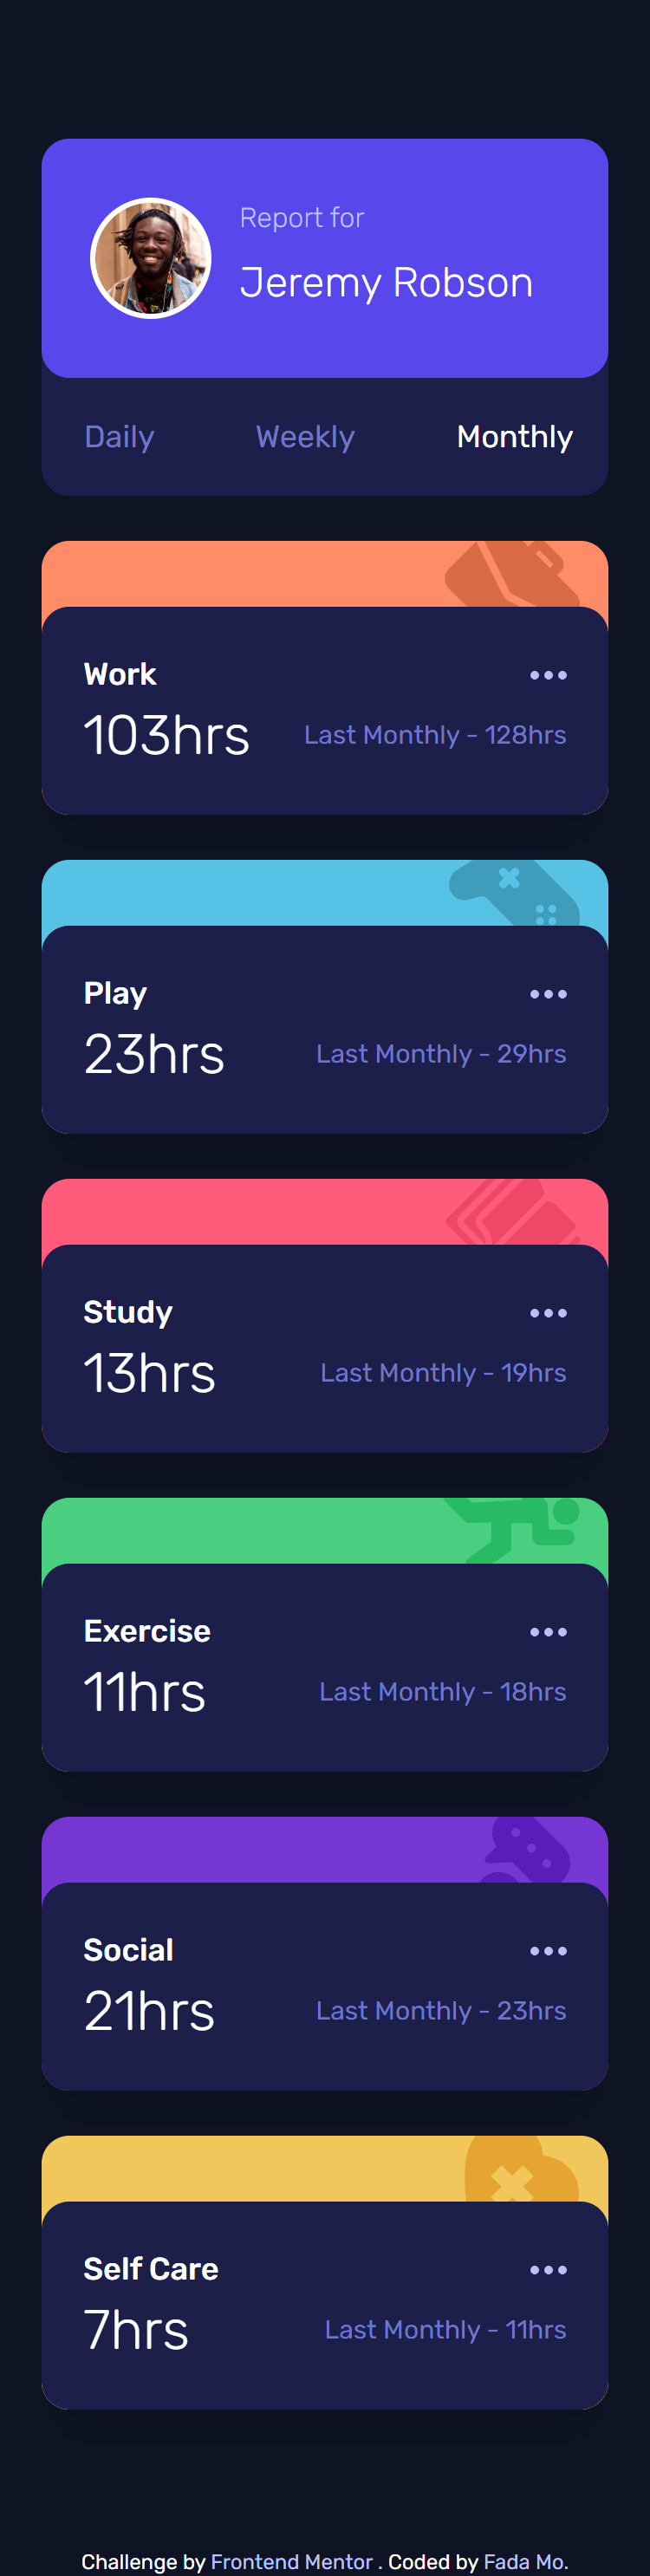 Report for
Jeremy Robson
Daily Weekly Monthly
Work
103hrs Last Monthly - 128hrs
Play
23hrs Last Monthly - 29hrs
Study
13hrs Last Monthly - 19hrs
Exercise
11hrs Last Monthly - 18hrs
Social
21hrs Last Monthly - 23hrs
Self Care
7hrs Last Monthly - 11hrs
Challenge by Frontend Mentor . Coded by Fada Mo.